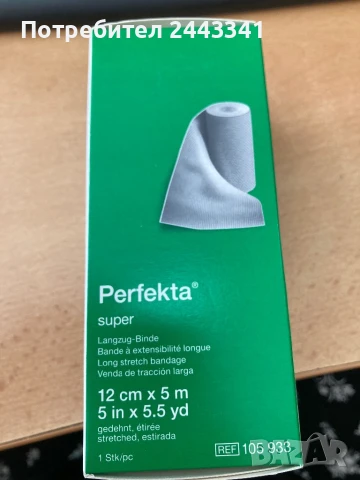 Потребител 2443341
Perfekta®
super
Langzug-Binde
Bande à extensibilité longue
Long stretch bandage
Venda de tracción larga
12 cm x 5 m
5 in x 5.5 yd
gedehnt, étirée
stretched, estirada
1 Stk/pc
REF 105 933
BAZAR